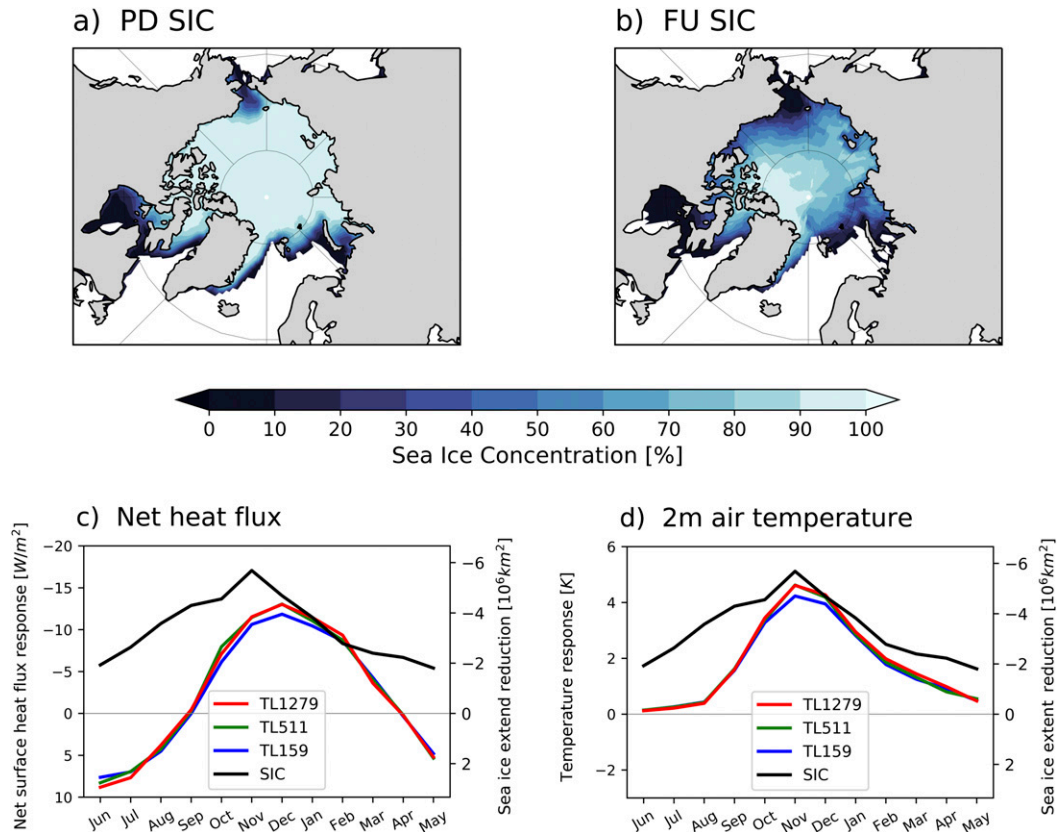 a) PD SIC
b) FU SIC
0 10 20 30 40 50 60 70 80 90 100
Sea Ice Concentration [%]
c) Net heat flux
Net surface heat flux response [W/m²]
−20
−15
−10
−5
0
5
10
Sea ice extend reduction [10⁶km²]
−6
−4
−2
0
2
TL1279
TL511
TL159
SIC
Jun Jul Aug Sep Oct Nov Dec Jan Feb Mar Apr May
d) 2m air temperature
Temperature response [K]
6
4
2
0
−2
Sea ice extent reduction [10⁶km²]
−6
−4
−2
0
2
TL1279
TL511
TL159
SIC
Jun Jul Aug Sep Oct Nov Dec Jan Feb Mar Apr May